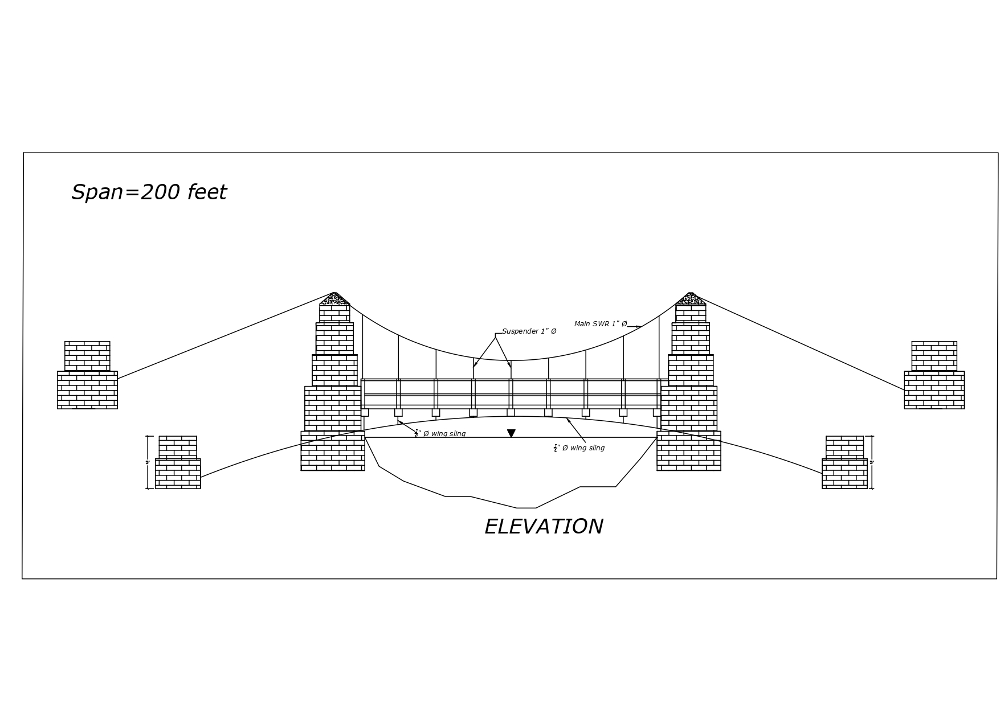 Span=200 feet
Suspender 1" Ø
Main SWR 1" Ø
" Ø wing sling
" Ø wing sling
ELEVATION